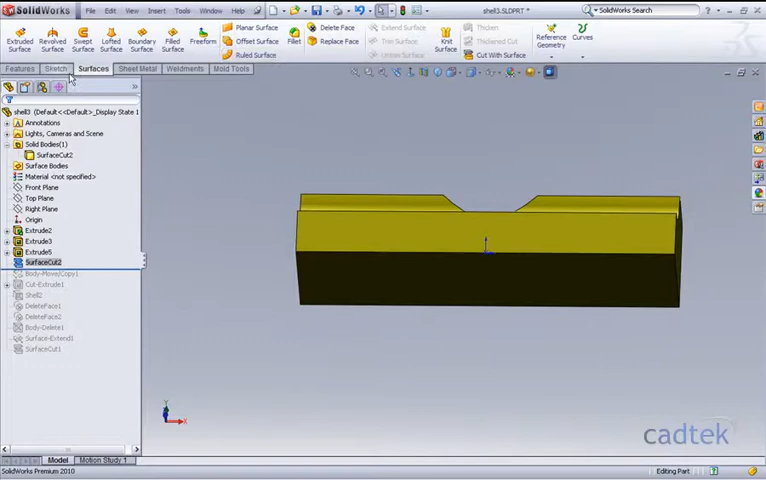 SolidWorks File Edit View Insert Tools Window Help shell3.SLDPRT * SolidWorks Search
Extruded Surface Revolved Surface Swept Surface Lofted Surface Boundary Surface Filled Surface Freeform Planar Surface Offset Surface Ruled Surface Fillet Delete Face Replace Face Extend Surface Trim Surface Untrim Surface Knit Surface Thicken Thickened Cut Cut With Surface Reference Geometry Curves
Features Sketch Surfaces Sheet Metal Weldments Mold Tools
shell3 (Default<<Default>_Display State 1
Annotations
Lights, Cameras and Scene
Solid Bodies(1)
SurfaceCut2
Surface Bodies
Material <not specified>
Front Plane
Top Plane
Right Plane
Origin
Extrude2
Extrude3
Extrude5
SurfaceCut2
Body-Move/Copy1
Cut-Extrude1
Shell2
DeleteFace1
DeleteFace2
Body-Delete1
Surface-Extend1
SurfaceCut1
Y
X
cadtek
Model Motion Study 1
SolidWorks Premium 2010 Editing Part